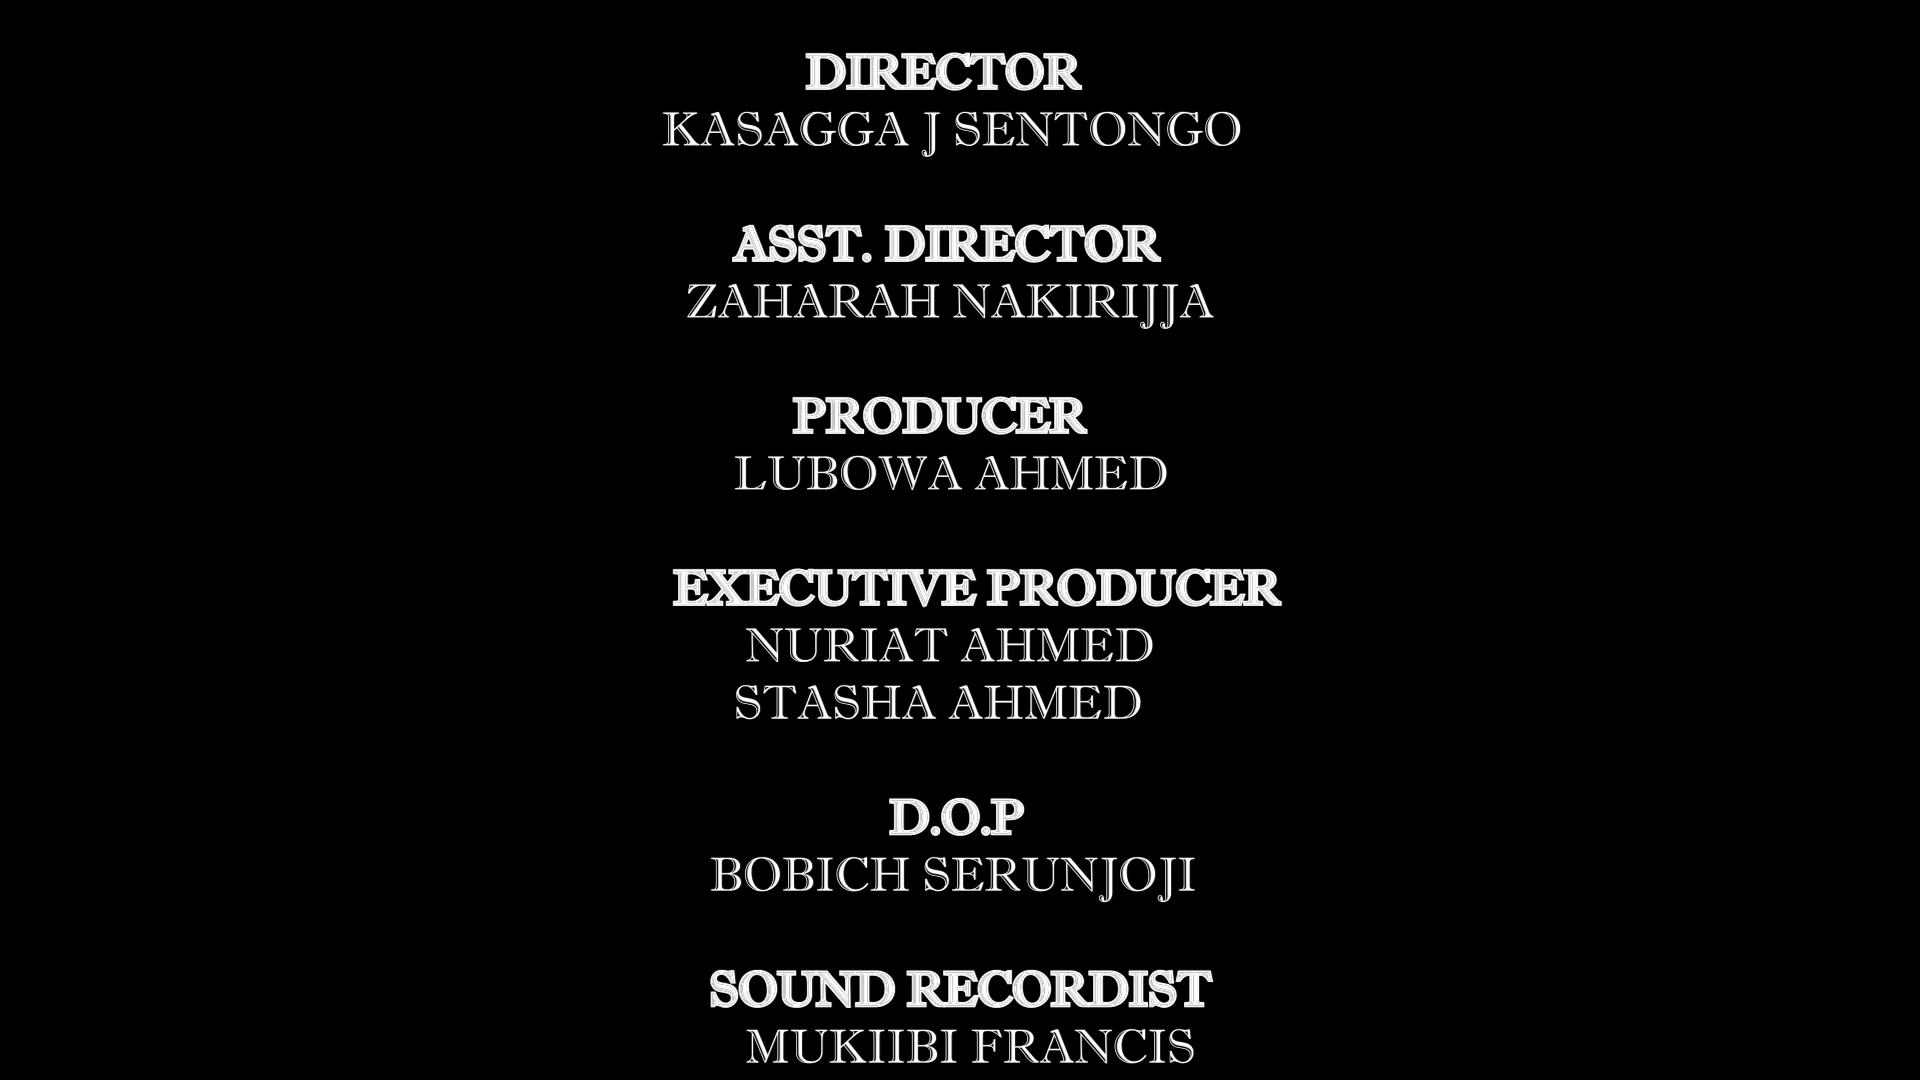 DIRECTOR
KASAGGA J SENTONGO
ASST. DIRECTOR
ZAHARAH NAKIRIJJA
PRODUCER
LUBOWA AHMED
EXECUTIVE PRODUCER
NURIAT AHMED
STASHA AHMED
D.O.P
BOBICH SERUNJOJI
SOUND RECORDIST
MUKIIBI FRANCIS